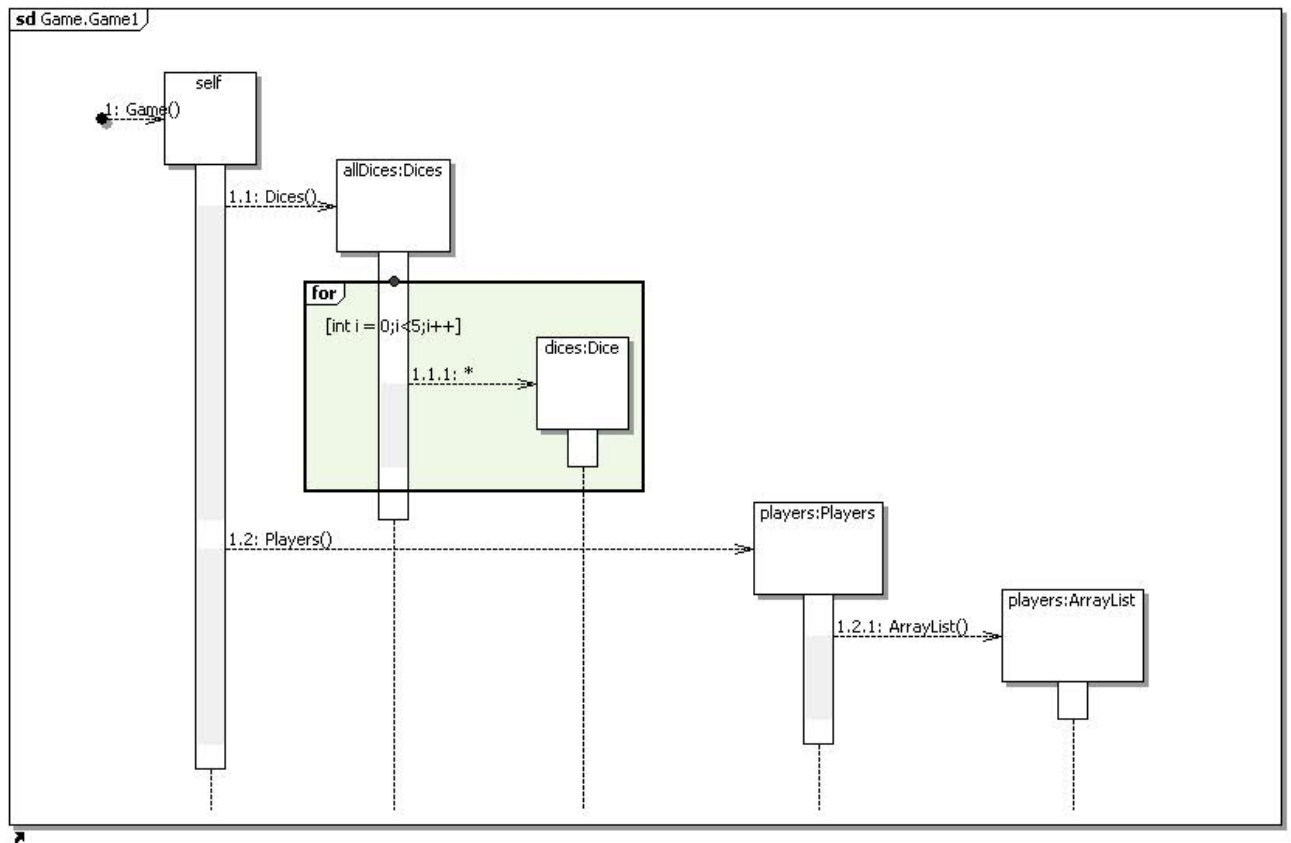 sd Game.Game1
self
1: Game()
allDices:Dices
1.1: Dices()
for
[int i = 0;i<5;i++]
dices:Dice
1.1.1: *
players:Players
1.2: Players()
players:ArrayList
1.2.1: ArrayList()